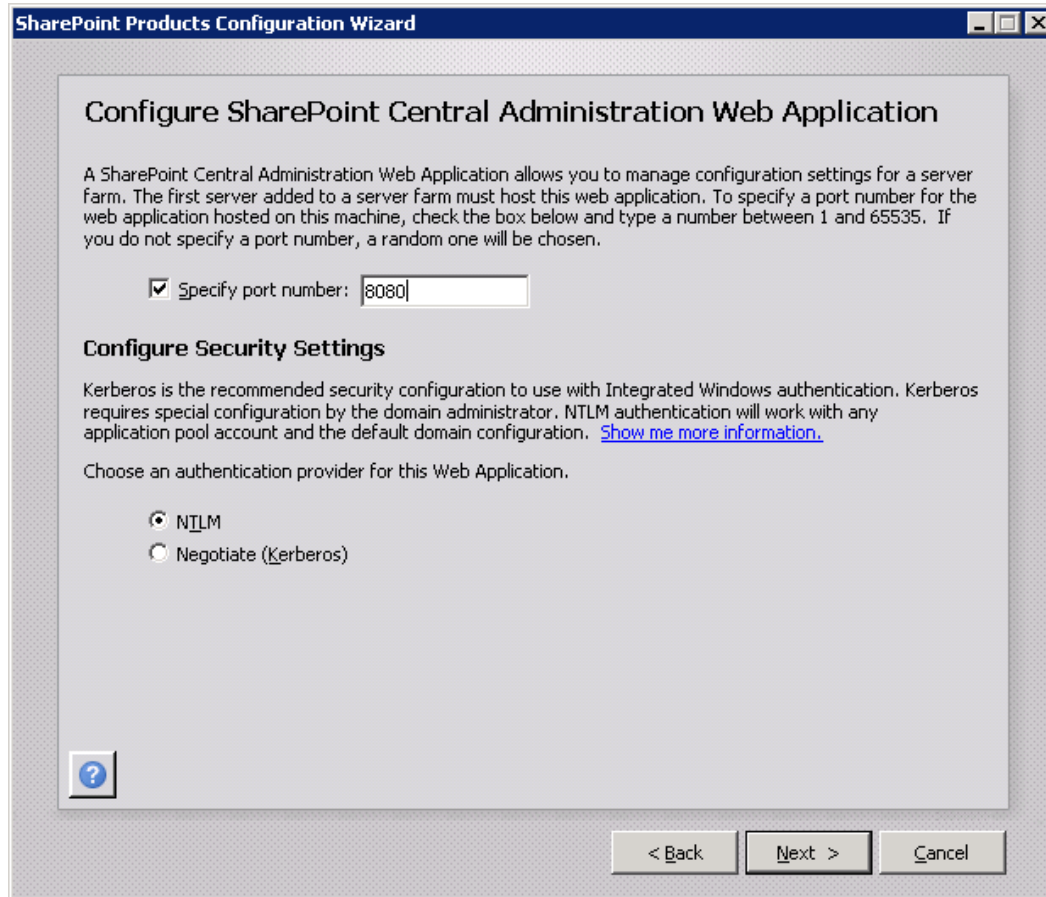 SharePoint Products Configuration Wizard
Configure SharePoint Central Administration Web Application
A SharePoint Central Administration Web Application allows you to manage configuration settings for a server
farm. The first server added to a server farm must host this web application. To specify a port number for the
web application hosted on this machine, check the box below and type a number between 1 and 65535. If
you do not specify a port number, a random one will be chosen.
Specify port number: 8080
Configure Security Settings
Kerberos is the recommended security configuration to use with Integrated Windows authentication. Kerberos
requires special configuration by the domain administrator. NTLM authentication will work with any
application pool account and the default domain configuration. Show me more information.
Choose an authentication provider for this Web Application.
NTLM
Negotiate (Kerberos)
?
< Back Next > Cancel